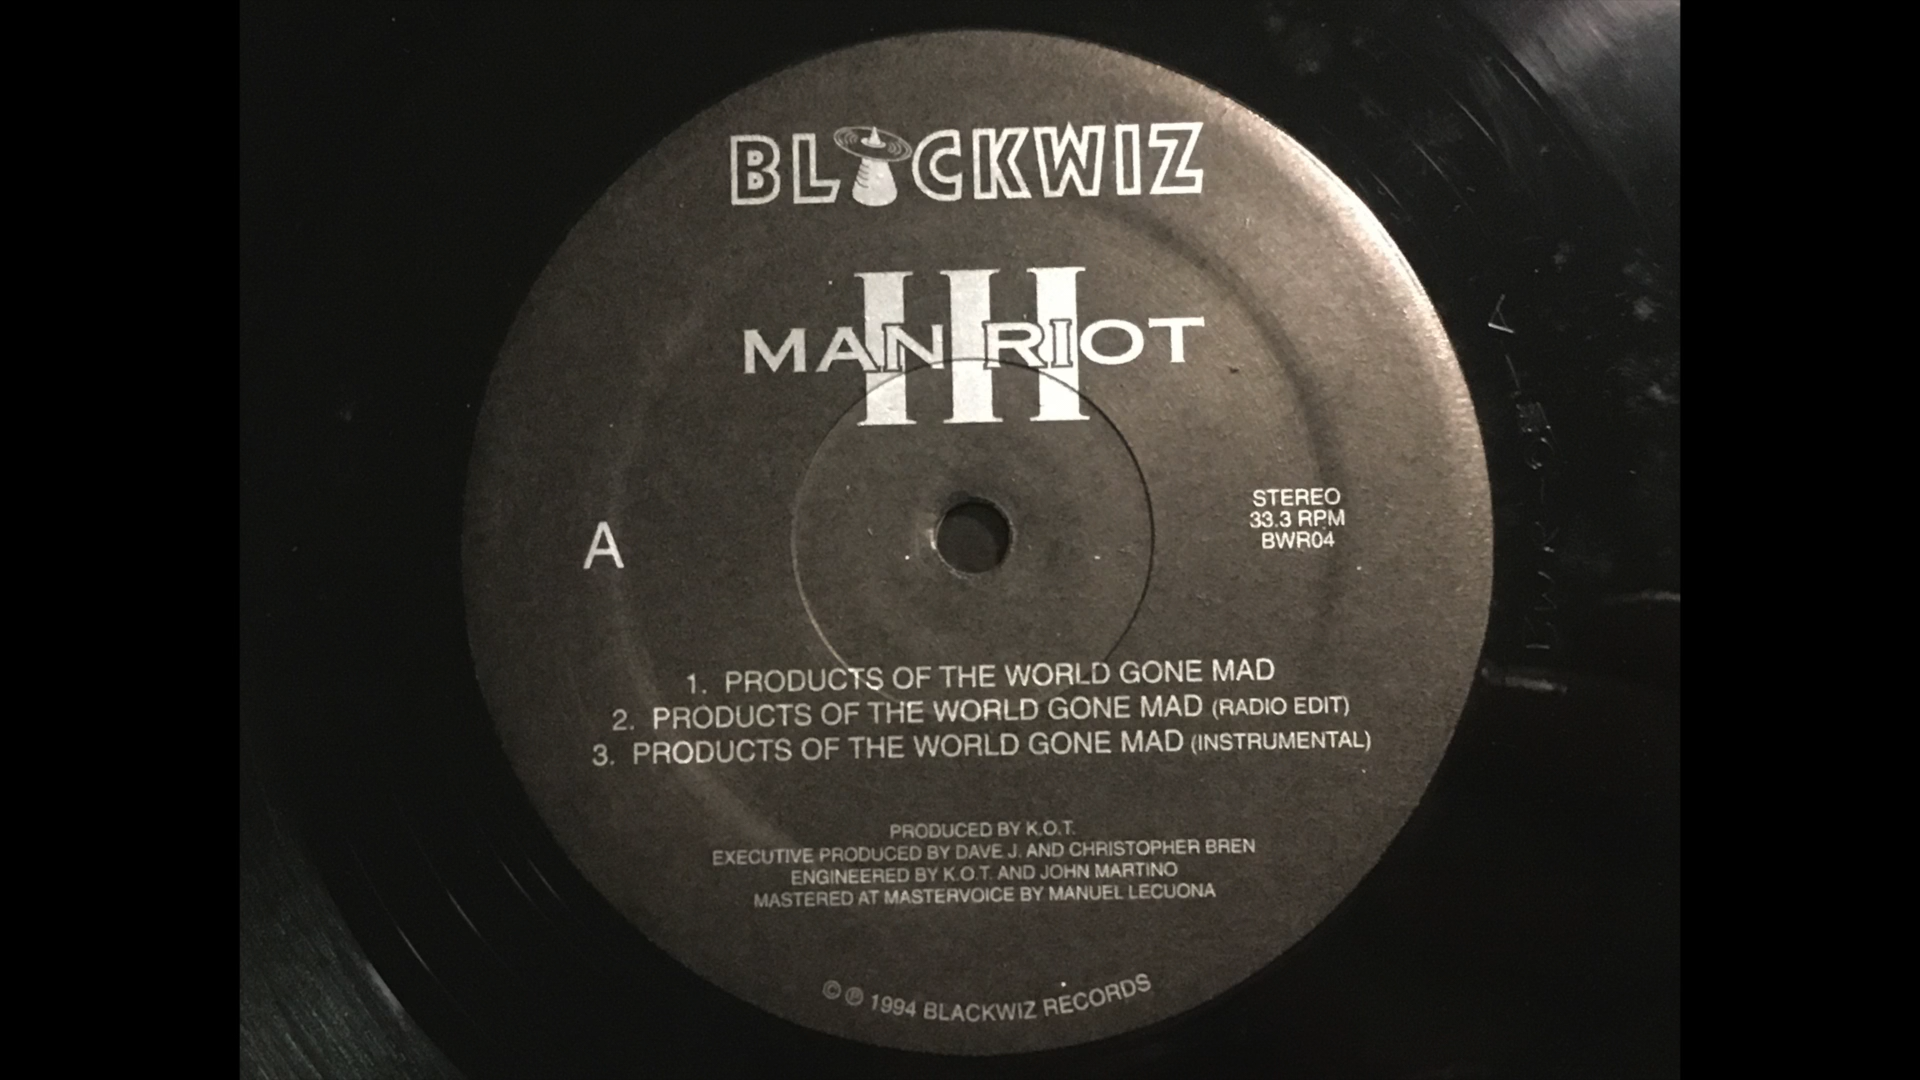 BLACKWIZ
III
MAN RIOT
A
STEREO
33.3 RPM
BWR04
1. PRODUCTS OF THE WORLD GONE MAD
2. PRODUCTS OF THE WORLD GONE MAD (RADIO EDIT)
3. PRODUCTS OF THE WORLD GONE MAD (INSTRUMENTAL)
PRODUCED BY K.O.T.
EXECUTIVE PRODUCED BY DAVE J. AND CHRISTOPHER BREN
ENGINEERED BY K.O.T. AND JOHN MARTINO
MASTERED AT MASTERVOICE BY MANUEL LECUONA
© ℗ 1994 BLACKWIZ RECORDS